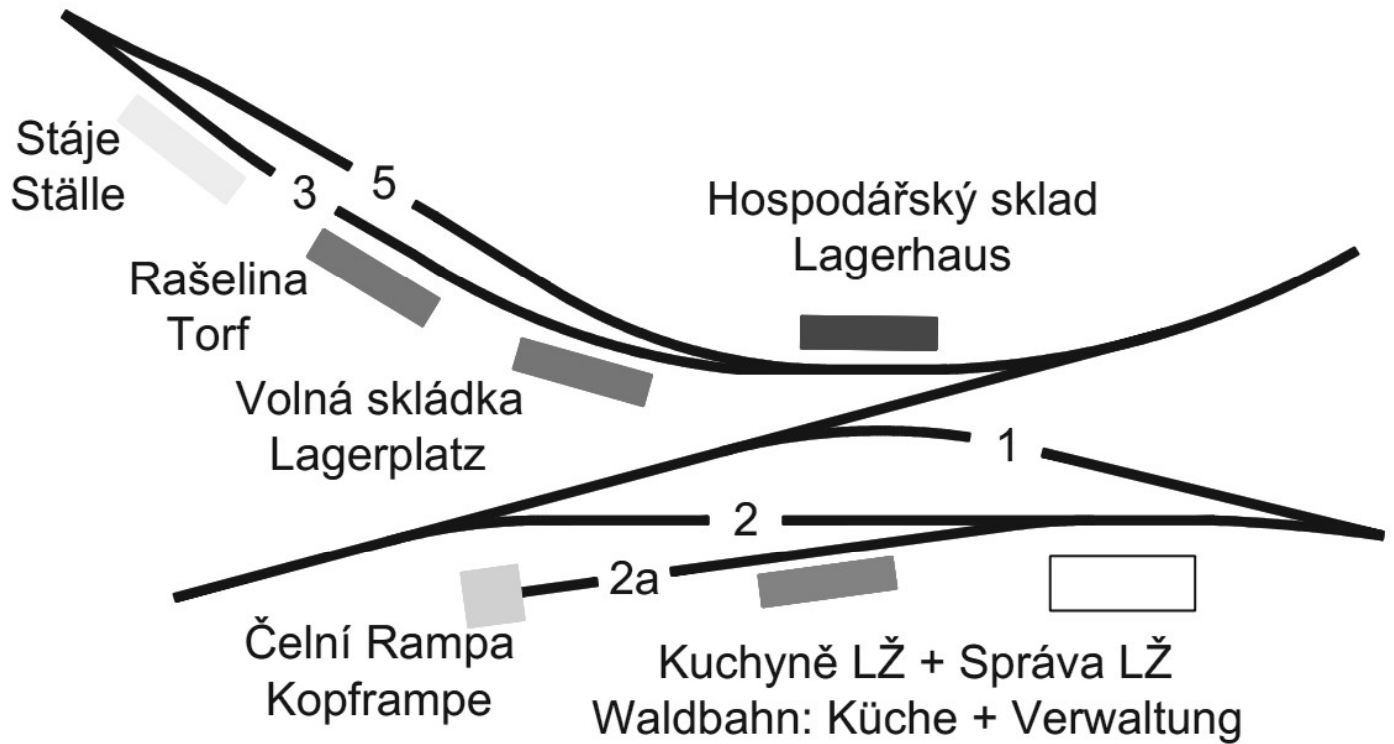 Stáje
Ställe
3
5
Hospodářský sklad
Lagerhaus
Rašelina
Torf
Volná skládka
Lagerplatz
1
2
2a
Čelní Rampa
Kopframpe
Kuchyně LŽ + Správa LŽ
Waldbahn: Küche + Verwaltung